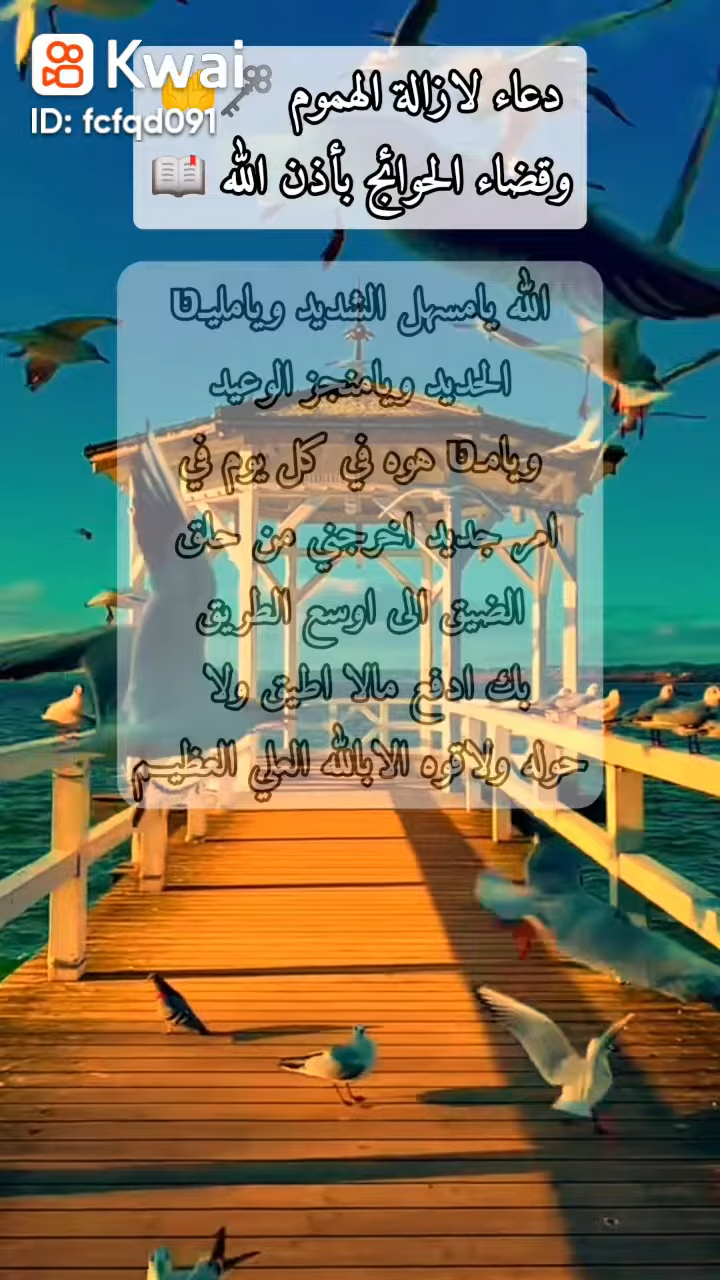 Kwai
ID: fcfqd091
دعاء لازالة الهموم
وقضاء الحوائج بأذن الله
الله يامسهل الشديد وياملين
الحديد ويامنجز الوعيد
ويامن هوه في كل يوم في
امر جديد اخرجني من حلق
الضيق الى اوسع الطريق
بك ادفع مالا اطيق ولا
حوله ولاقوه الابالله العلي العظيم